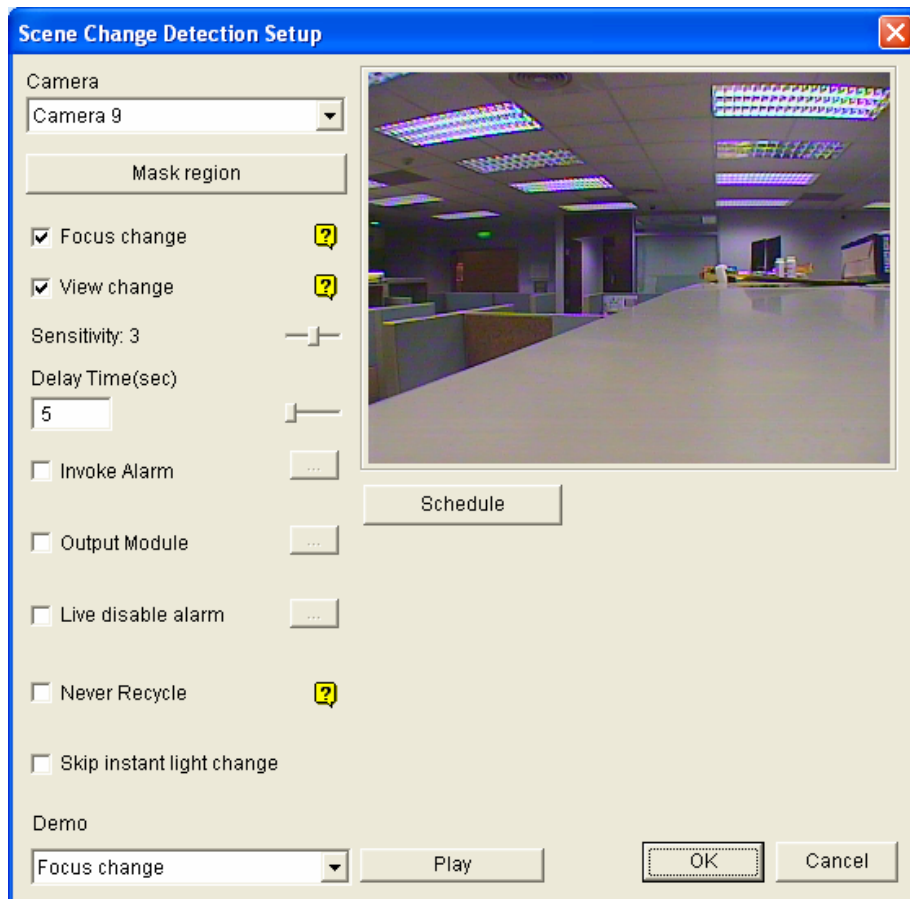 Scene Change Detection Setup
Camera
Camera 9
Mask region
Focus change
View change
Sensitivity: 3
Delay Time(sec)
5
Invoke Alarm
...
Schedule
Output Module
...
Live disable alarm
...
Never Recycle
Skip instant light change
Demo
Focus change
Play
OK
Cancel